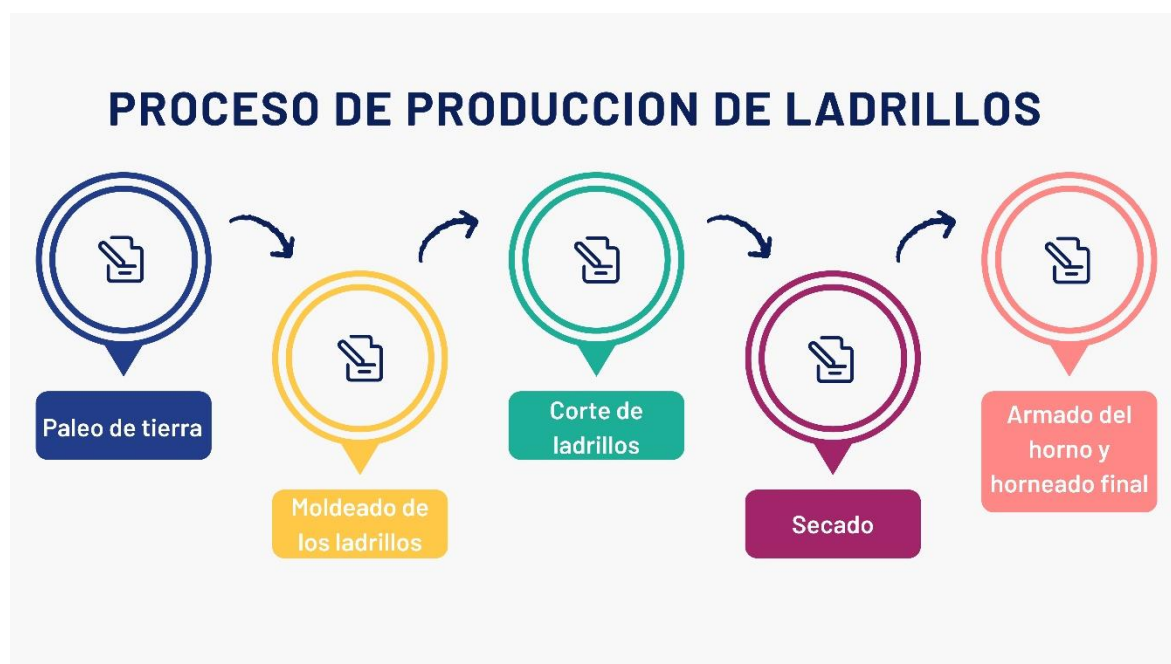 PROCESO DE PRODUCCION DE LADRILLOS
Paleo de tierra
Moldeado de
los ladrillos
Corte de
ladrillos
Secado
Armado del
horno y
horneado final